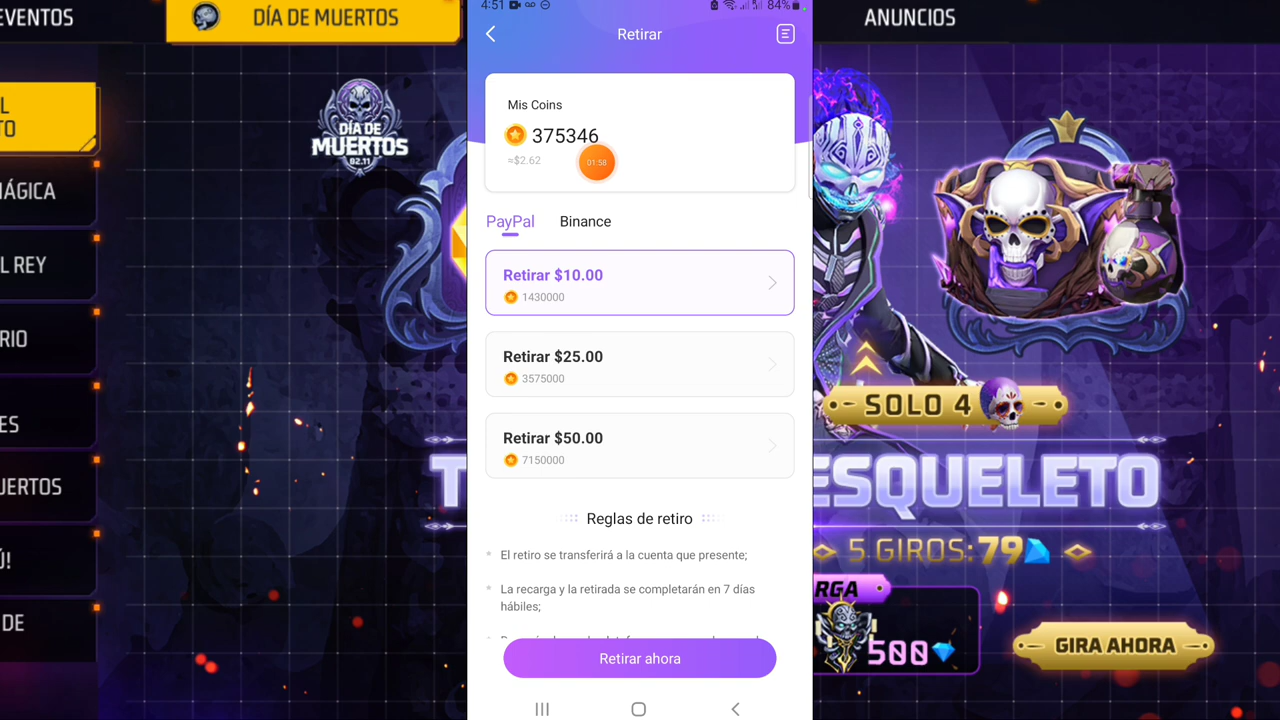 EVENTOS
DÍA DE MUERTOS
ANUNCIOS
DÍA DE
MUERTOS
02.11
L
TO
ÁGICA
L REY
RIO
ES
UERTOS
Ú!
DE
4:51
84%
Retirar
Mis Coins
375346
≈$2.62
01:58
PayPal
Binance
Retirar $10.00
1430000
Retirar $25.00
3575000
Retirar $50.00
7150000
Reglas de retiro
El retiro se transferirá a la cuenta que presente;
La recarga y la retirada se completarán en 7 días
hábiles;
Retirar ahora
SOLO 4
T
ESQUELETO
5 GIROS: 79
RGA
500
GIRA AHORA